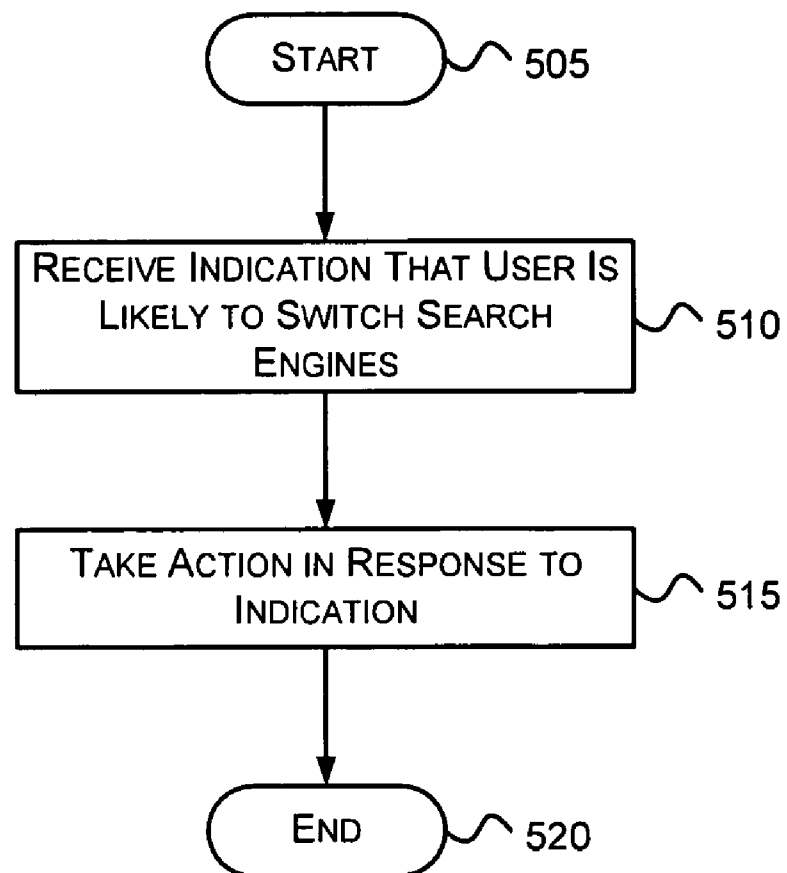 START
505
RECEIVE INDICATION THAT USER IS
LIKELY TO SWITCH SEARCH
ENGINES
510
TAKE ACTION IN RESPONSE TO
INDICATION
515
END
520